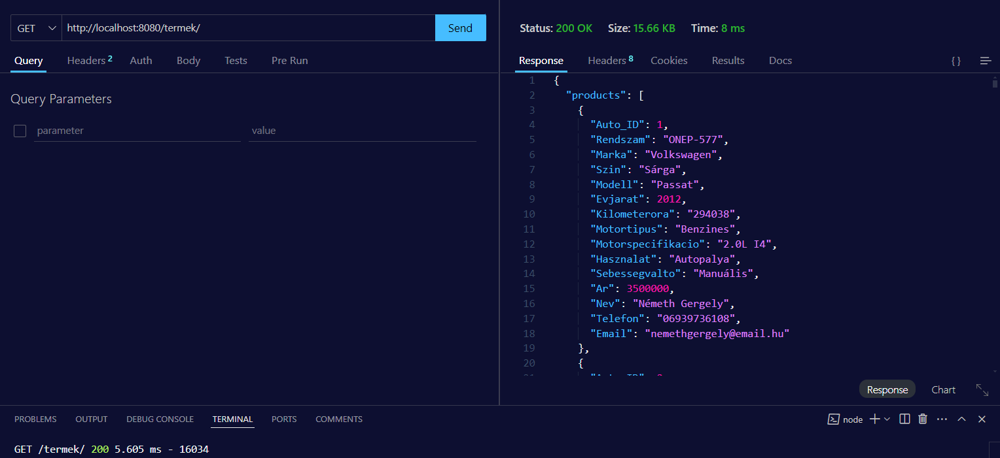 GET http://localhost:8080/termek/ Send
Query Headers 2 Auth Body Tests Pre Run
Query Parameters
parameter value
Status: 200 OK Size: 15.66 KB Time: 8 ms
Response Headers 8 Cookies Results Docs { }
1 {
2 "products": [
3 {
4 "Auto_ID": 1,
5 "Rendszam": "ONEP-577",
6 "Marka": "Volkswagen",
7 "Szin": "Sárga",
8 "Modell": "Passat",
9 "Evjarat": 2012,
10 "Kilometerora": "294038",
11 "Motortipus": "Benzines",
12 "Motorspecifikacio": "2.0L I4",
13 "Hasznalat": "Autopalya",
14 "Sebessegvalto": "Manuális",
15 "Ar": 3500000,
16 "Nev": "Németh Gergely",
17 "Telefon": "06939736108",
18 "Email": "nemethgergely@email.hu"
19 },
20 {
Response Chart
PROBLEMS OUTPUT DEBUG CONSOLE TERMINAL PORTS COMMENTS node
GET /termek/ 200 5.605 ms - 16034